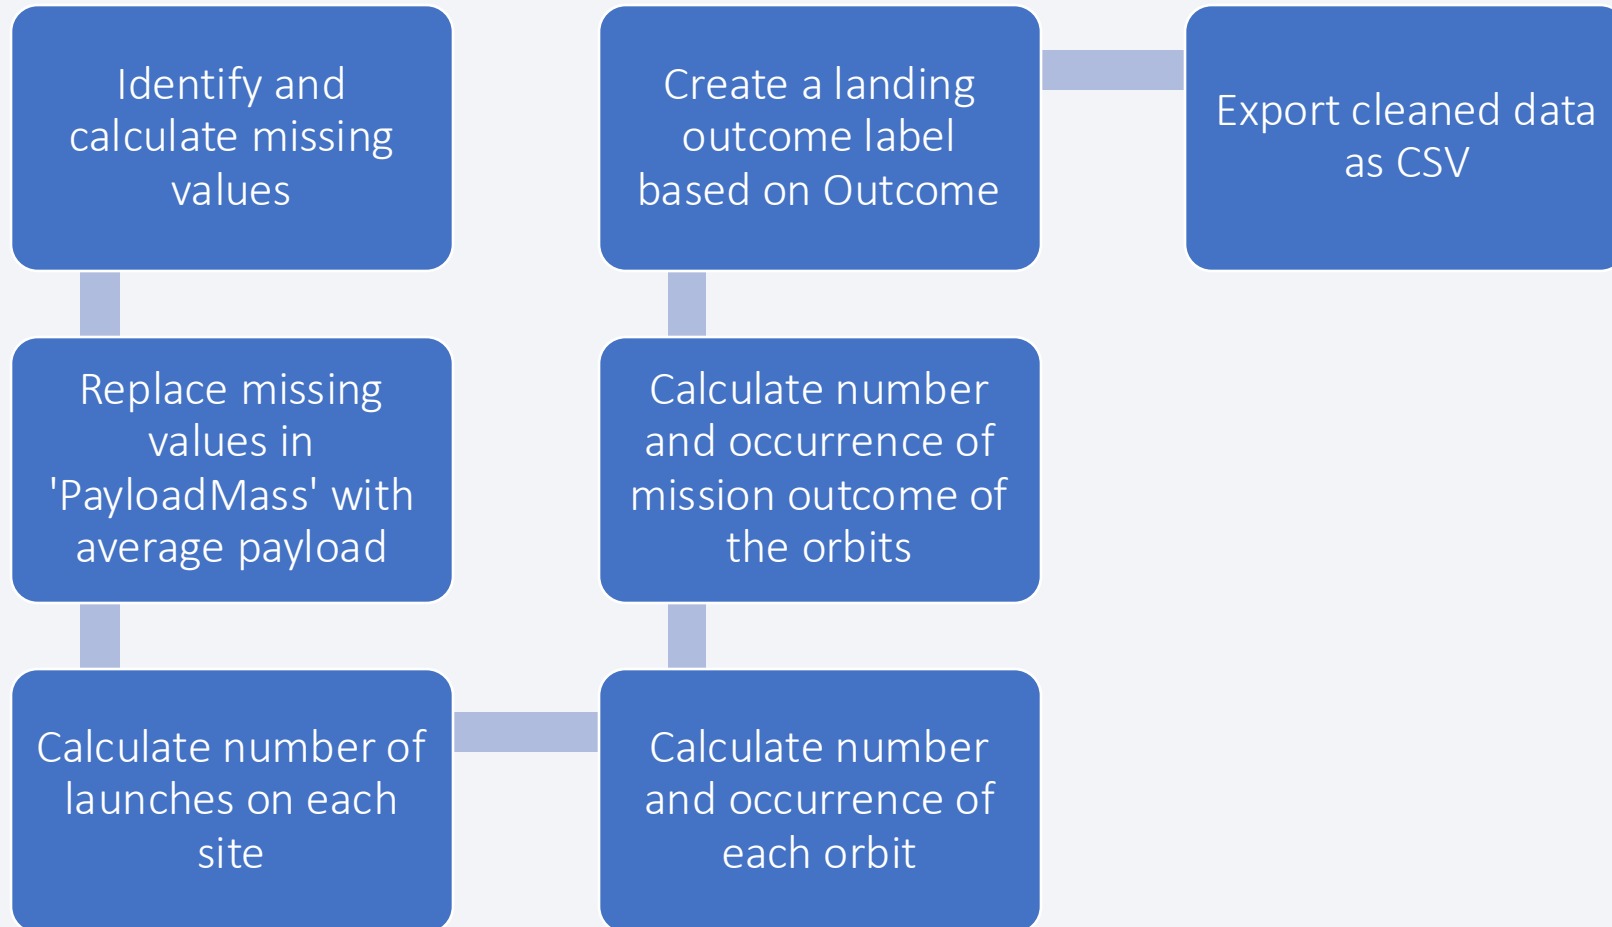 Identify and
calculate missing
values
Replace missing
values in
'PayloadMass' with
average payload
Calculate number of
launches on each
site
Calculate number
and occurrence of
each orbit
Calculate number
and occurrence of
mission outcome of
the orbits
Create a landing
outcome label
based on Outcome
Export cleaned data
as CSV